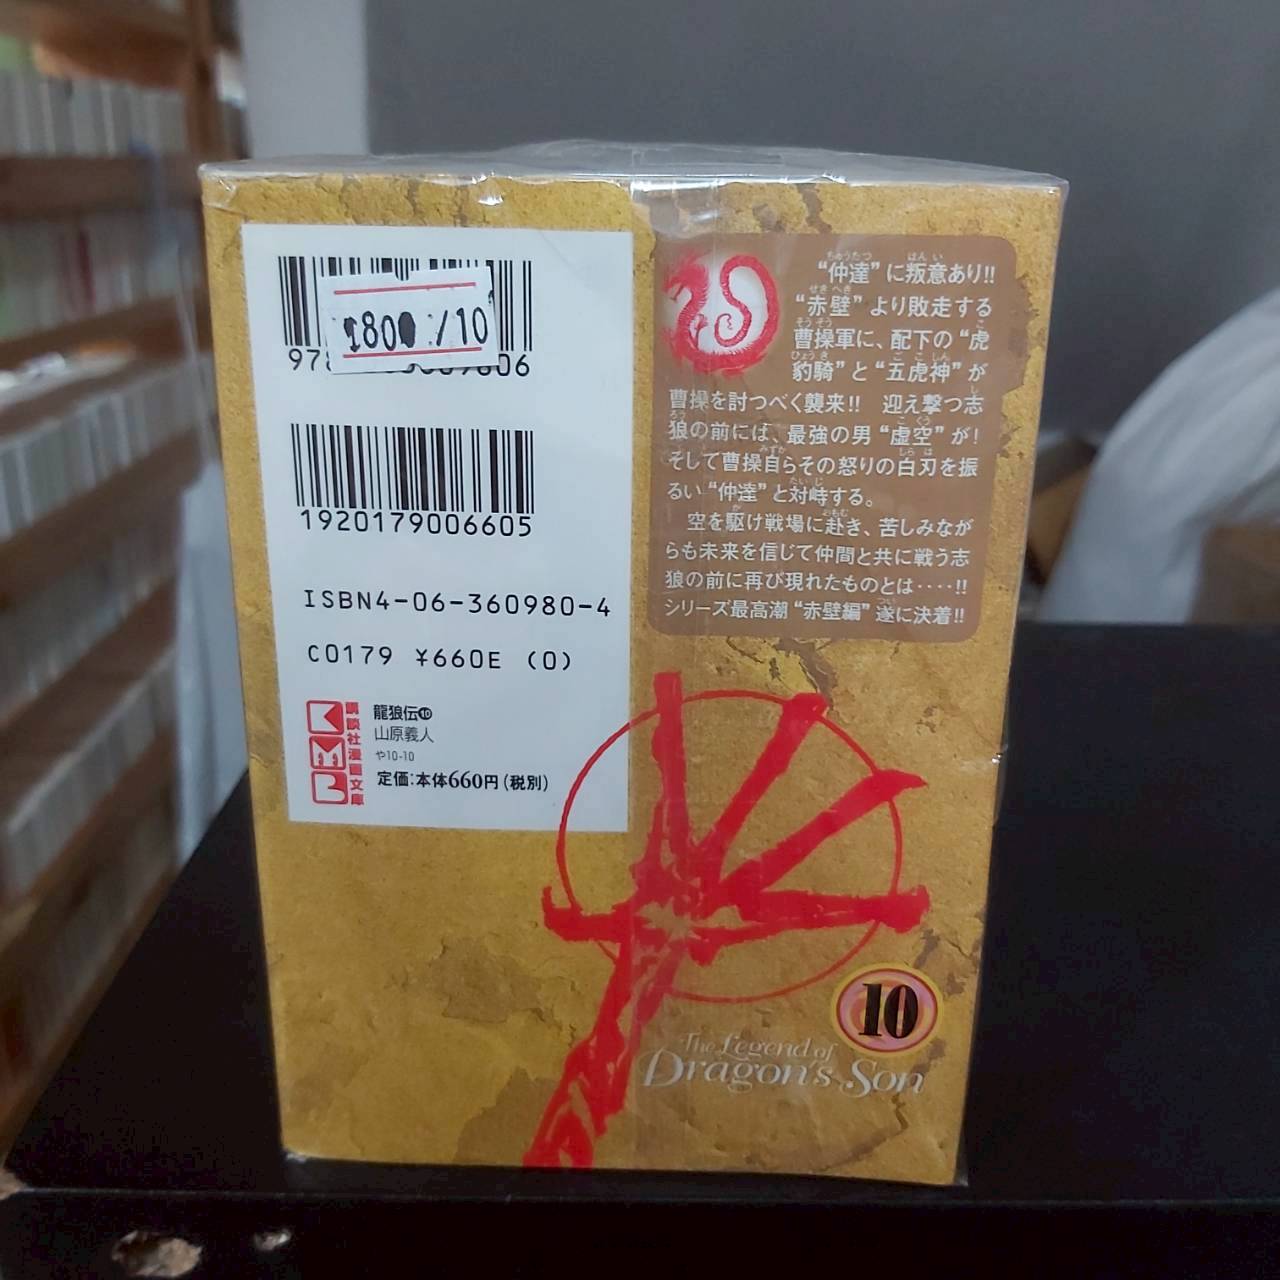 1800 /10
1920179006605
ISBN4-06-360980-4
C0179 ¥660E (0)
講談社漫画文庫
KMB
龍狼伝10
山原義人
や10-10
定価:本体660円(税別)
“仲達”に叛意あり!!
“赤壁”より敗走する
曹操軍に、配下の“虎
豹騎”と“五虎神”が
曹操を討つべく襲来!! 迎え撃つ志
狼の前には、最強の男“虚空”が!
そして曹操自らその怒りの白刃を振
るい“仲達”と対峙する。
空を駆け戦場に赴き、苦しみなが
らも未来を信じて仲間と共に戦う志
狼の前に再び現れたものとは‥‥!!
シリーズ最高潮“赤壁編”遂に決着!!
10
The Legend of
Dragon's Son